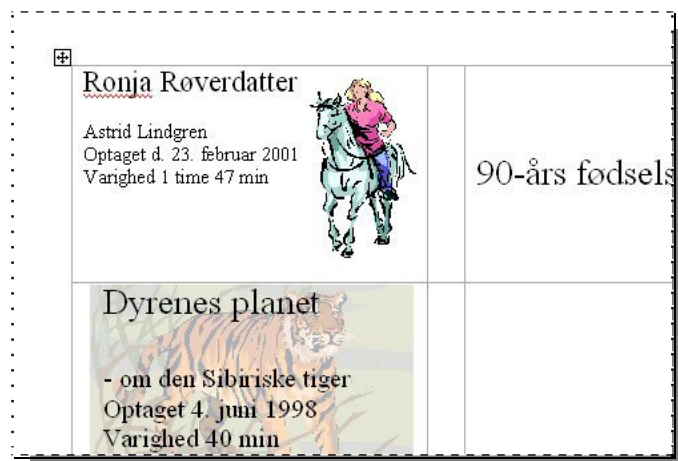 Ronja Røverdatter
Astrid Lindgren
Optaget d. 23. februar 2001
Varighed 1 time 47 min
90-års fødsels
Dyrenes planet
- om den Sibiriske tiger
Optaget 4. juni 1998
Varighed 40 min